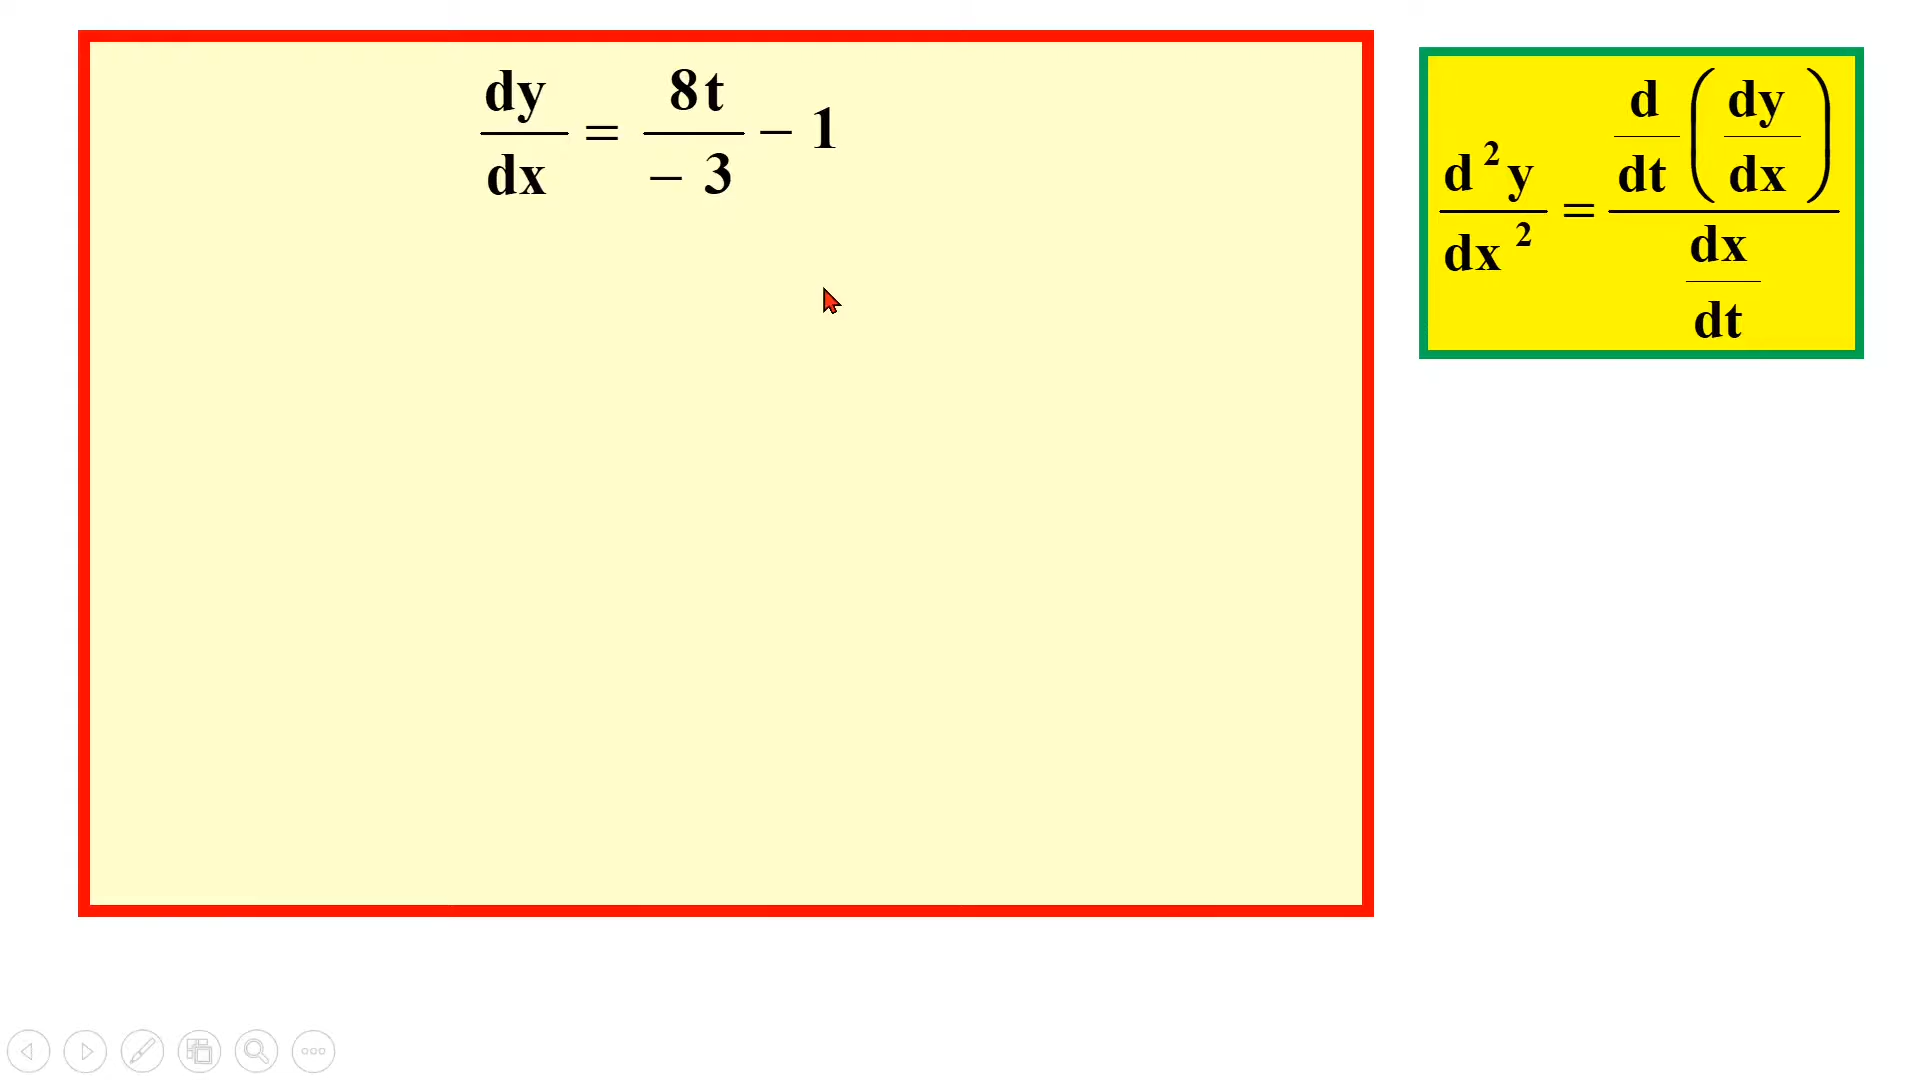 dy/dx = 8t/-3 - 1
d²y/dx² = d/dt (dy/dx) / dx/dt